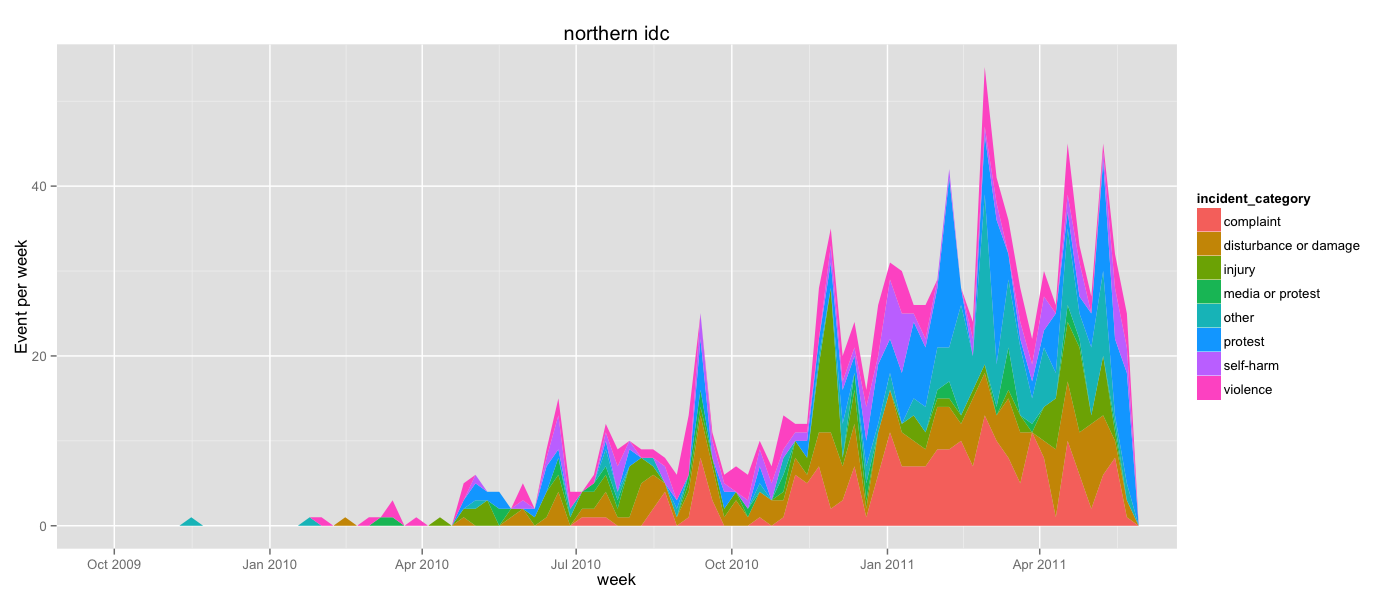 northern idc
Event per week
40
20
0
Oct 2009
Jan 2010
Apr 2010
Jul 2010
Oct 2010
Jan 2011
Apr 2011
week
incident_category
complaint
disturbance or damage
injury
media or protest
other
protest
self-harm
violence